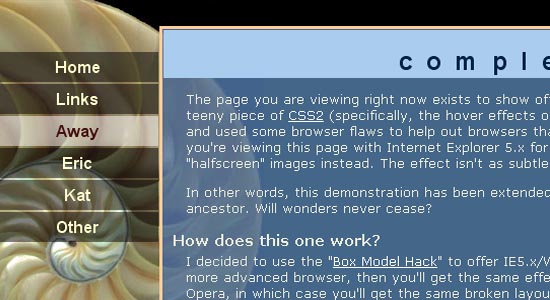 Home
Links
Away
Eric
Kat
Other
comple
The page you are viewing right now exists to show of
teeny piece of CSS2 (specifically, the hover effects o
and used some browser flaws to help out browsers tha
you're viewing this page with Internet Explorer 5.x for
"halfscreen" images instead. The effect isn't as subtle
In other words, this demonstration has been extended
ancestor. Will wonders never cease?
How does this one work?
I decided to use the "Box Model Hack" to offer IE5.x/W
more advanced browser, then you'll get the same effe
Opera, in which case you'll get the same broken layou